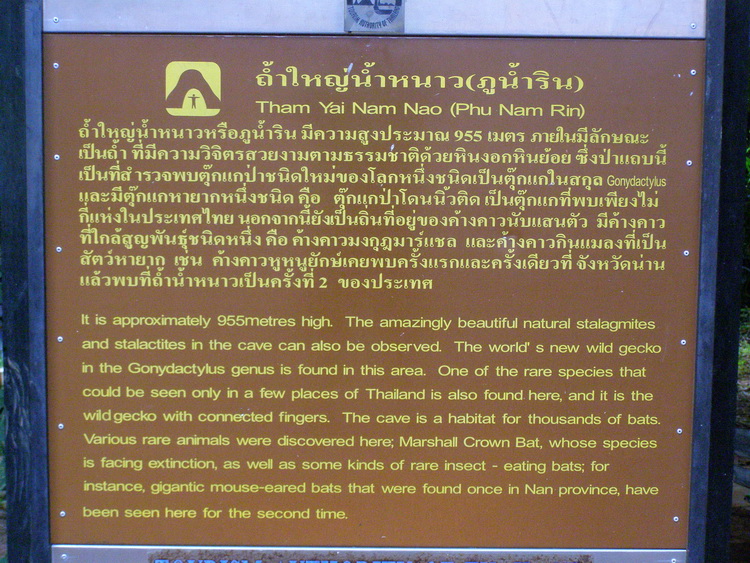 ถ้ำใหญ่น้ำหนาว(ภูน้ำริน)
Tham Yai Nam Nao (Phu Nam Rin)
ถ้ำใหญ่น้ำหนาวหรือภูน้ำริน มีความสูงประมาณ 955 เมตร ภายในมีลักษณะ
เป็นถ้ำ ที่มีความวิจิตรสวยงามตามธรรมชาติด้วยหินงอกหินย้อย ซึ่งป่าแถบนี้
เป็นที่สำรวจพบตุ๊กแกป่าชนิดใหม่ของโลกหนึ่งชนิดเป็นตุ๊กแกในสกุล Gonydactylus
และมีตุ๊กแกหายากหนึ่งชนิด คือ ตุ๊กแกป่าโคนนิ้วติด เป็นตุ๊กแกที่พบเพียงไม่
กี่แห่งในประเทศไทย นอกจากนี้ยังเป็นถิ่นที่อยู่ของค้างคาวนับแสนตัว มีค้างคาว
ที่ใกล้สูญพันธุ์ชนิดหนึ่ง คือ ค้างคาวมงกุฎมาร์แชล และค้างคาวกินแมลงที่เป็น
สัตว์หายาก เช่น ค้างคาวหูหนูยักษ์เคยพบครั้งแรกและครั้งเดียวที่ จังหวัดน่าน
แล้วพบที่ถ้ำน้ำหนาวเป็นครั้งที่ 2 ของประเทศ
It is approximately 955metres high. The amazingly beautiful natural stalagmites
and stalactites in the cave can also be observed. The world' s new wild gecko
in the Gonydactylus genus is found in this area. One of the rare species that
could be seen only in a few places of Thailand is also found here, and it is the
wild gecko with connected fingers. The cave is a habitat for thousands of bats.
Various rare animals were discovered here; Marshall Crown Bat, whose species
is facing extinction, as well as some kinds of rare insect - eating bats; for
instance, gigantic mouse-eared bats that were found once in Nan province, have
been seen here for the second time.